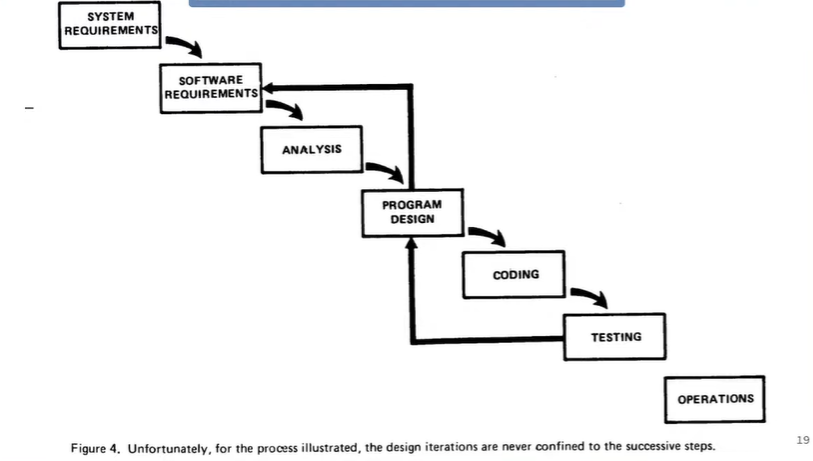 SYSTEM
REQUIREMENTS
SOFTWARE
REQUIREMENTS
ANALYSIS
PROGRAM
DESIGN
CODING
TESTING
OPERATIONS
Figure 4. Unfortunately, for the process illustrated, the design iterations are never confined to the successive steps.
19